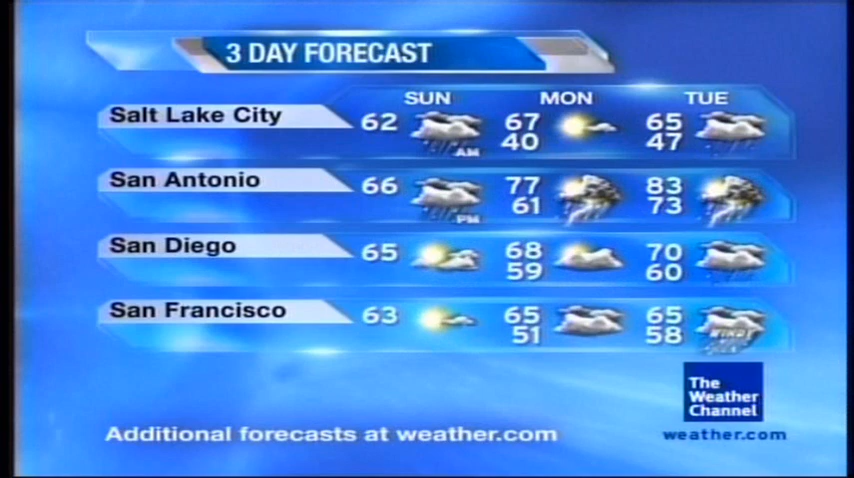 3 DAY FORECAST
SUN MON TUE
Salt Lake City 62 AM 67 40 65 47
San Antonio 66 PM 77 61 83 73
San Diego 65 68 59 70 60
San Francisco 63 65 51 65 58 WINDY
The
Weather
Channel
Additional forecasts at weather.com
weather.com